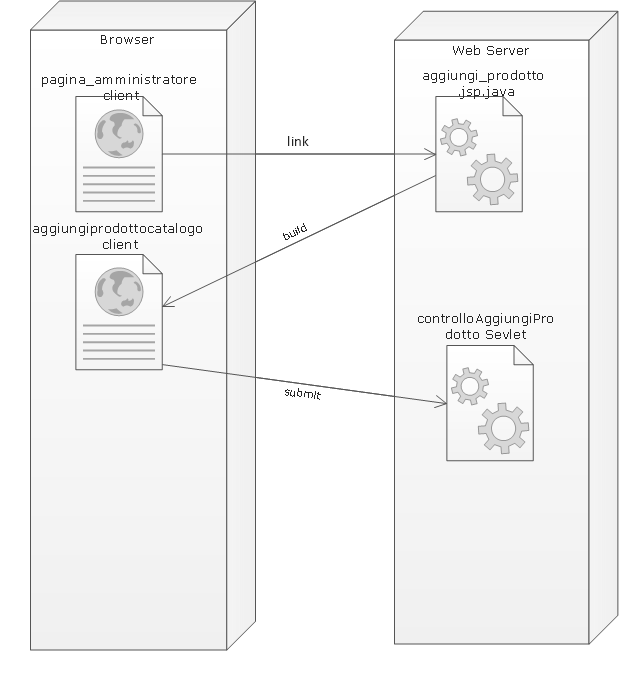 Browser
Web Server
pagina_amministratore
client
aggiungi_prodotto
.jsp.java
link
aggiungiprodottocatalogo
client
build
controlloAggiungiPro
dotto Sevlet
submit